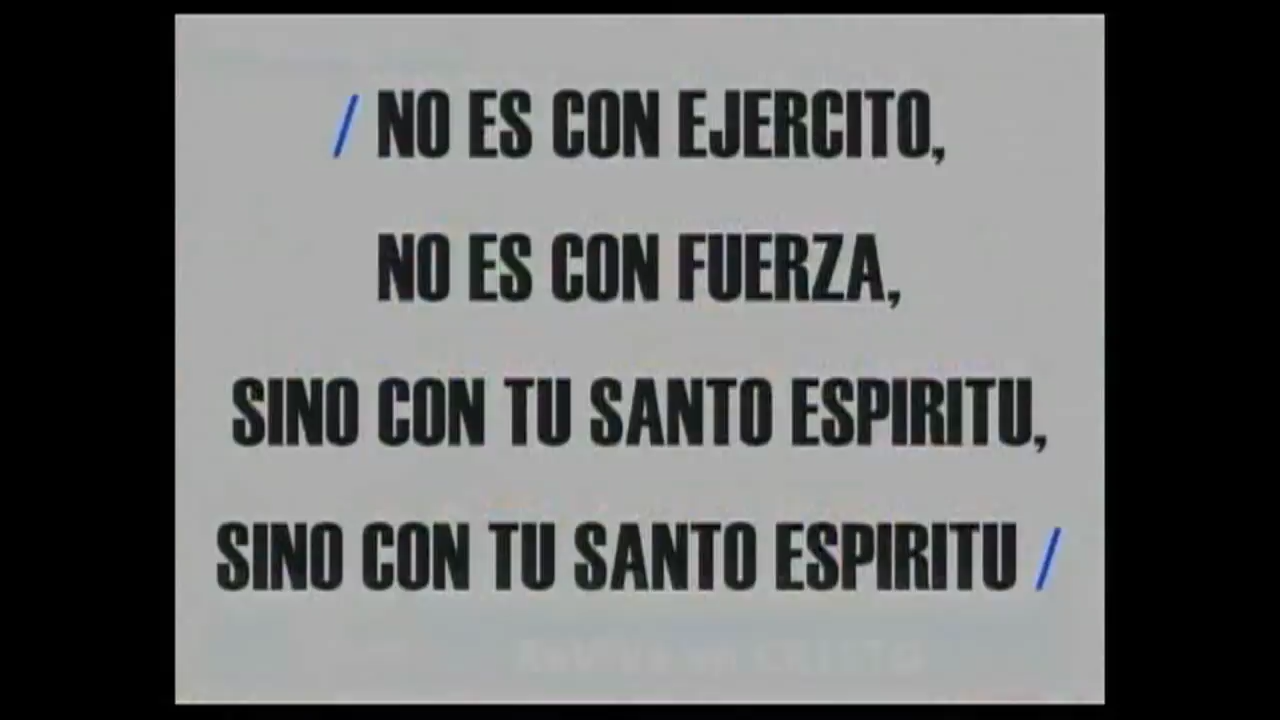 / NO ES CON EJERCITO,
NO ES CON FUERZA,
SINO CON TU SANTO ESPIRITU,
SINO CON TU SANTO ESPIRITU /